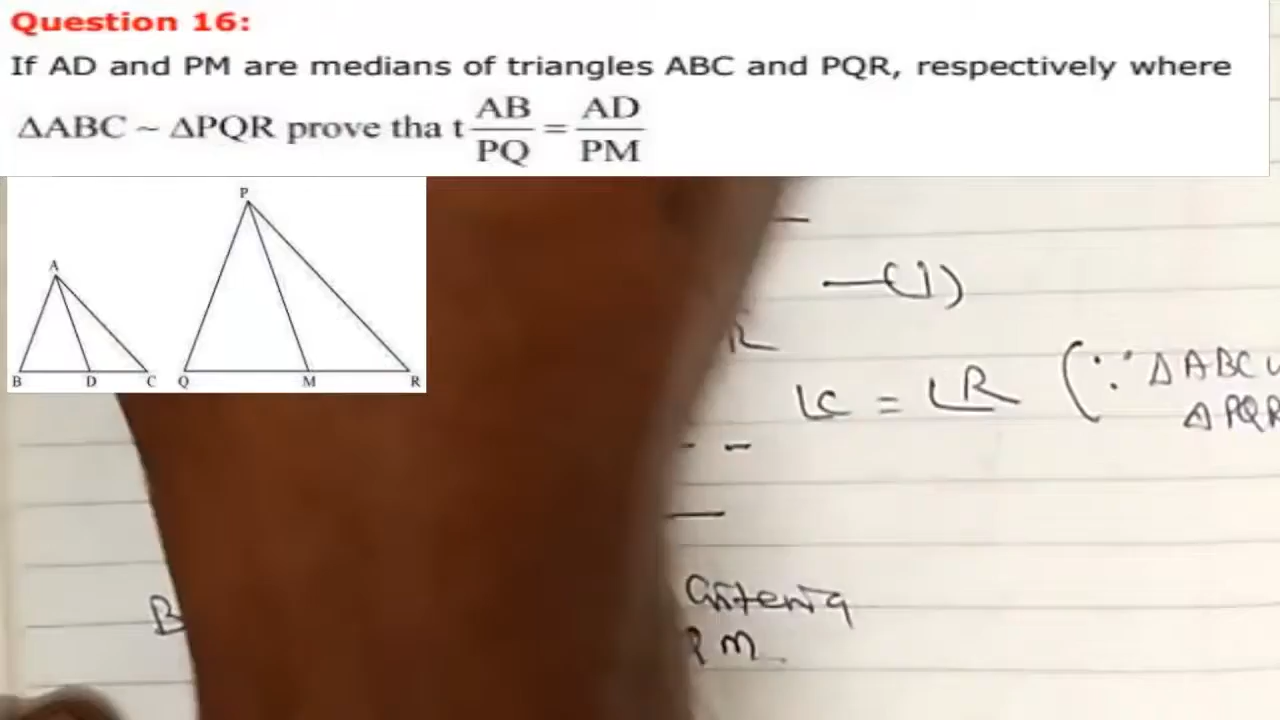 Question 16:
If AD and PM are medians of triangles ABC and PQR, respectively where
ΔABC ~ ΔPQR prove tha t AB/PQ = AD/PM
P
A
B D C Q M R
—(1)
R
∠C = ∠R (∵ ΔABC
ΔPQR
B
Criteria
PM